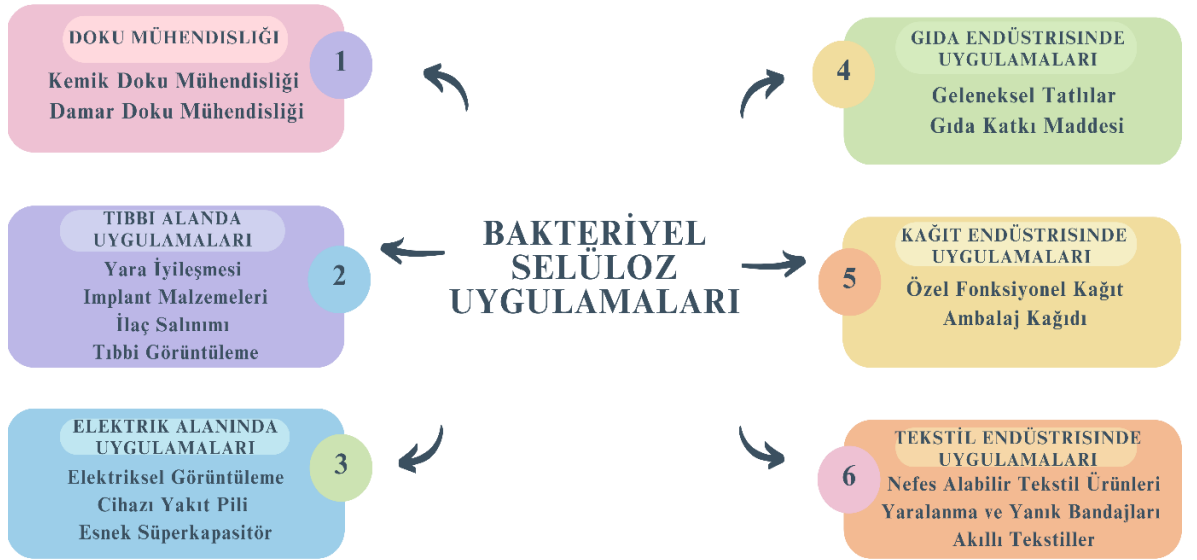 DOKU MÜHENDISLIĞI
Kemik Doku Mühendisliği
Damar Doku Mühendisliği
1
TIBBI ALANDA
UYGULAMALARI
Yara İyileşmesi
Implant Malzemeleri
İlaç Salınımı
Tıbbi Görüntüleme
2
ELEKTRIK ALANINDA
UYGULAMALARI
Elektriksel Görüntüleme
Cihazı Yakıt Pili
Esnek Süperkapasitör
3
BAKTERİYEL
SELÜLOZ
UYGULAMALARI
4
GIDA ENDÜSTRISINDE
UYGULAMALARI
Geleneksel Tatlılar
Gıda Katkı Maddesi
5
KAĞIT ENDÜSTRISINDE
UYGULAMALARI
Özel Fonksiyonel Kağıt
Ambalaj Kağıdı
6
TEKSTİL ENDÜSTRISINDE
UYGULAMALARI
Nefes Alabilir Tekstil Ürünleri
Yaralanma ve Yanık Bandajları
Akıllı Tekstiller